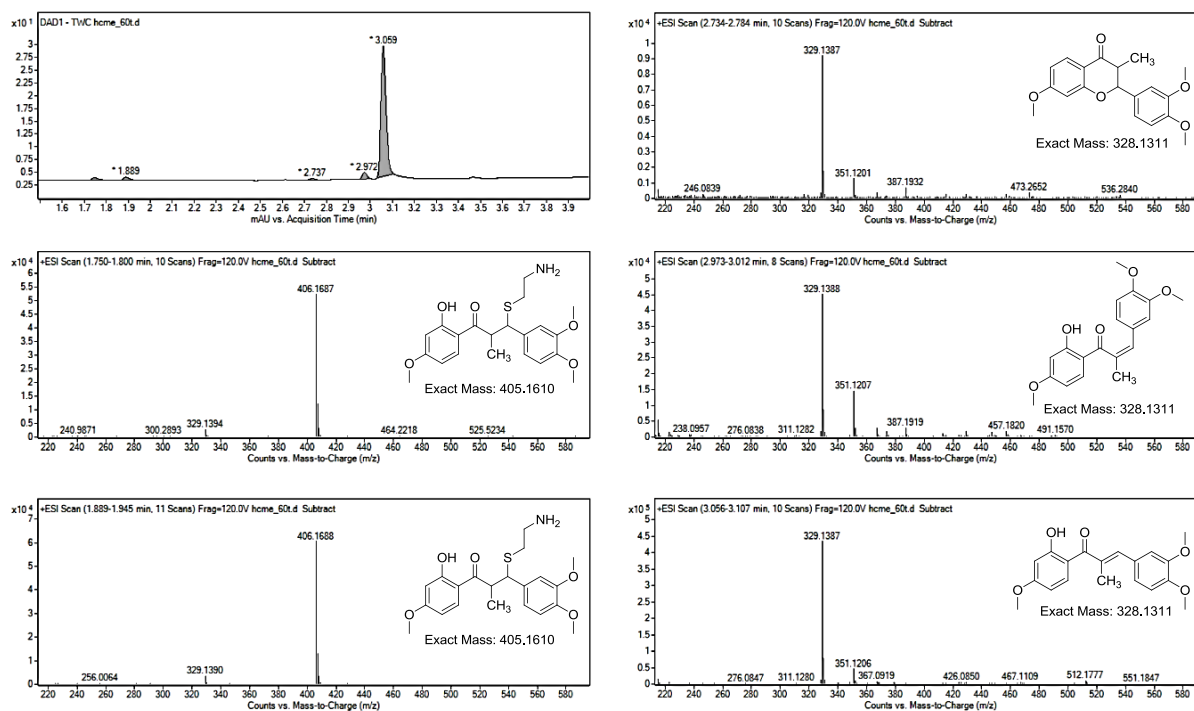 x10¹ DAD1 - TWC hcme_60t.d
3
2.75
2.5
2.25
2
1.75
1.5
1.25
1
0.75
0.5
0.25
* 1.889
* 2.737
* 2.972
* 3.059
1.6 1.7 1.8 1.9 2 2.1 2.2 2.3 2.4 2.5 2.6 2.7 2.8 2.9 3 3.1 3.2 3.3 3.4 3.5 3.6 3.7 3.8 3.9
mAU vs. Acquisition Time (min)
x10⁴ +ESI Scan (1.750-1.800 min, 10 Scans) Frag=120.0V hcme_60t.d Subtract
6
5.5
5
4.5
4
3.5
3
2.5
2
1.5
1
0.5
0
406.1687
NH₂
OH
O
S
O
O
O
CH₃
Exact Mass: 405.1610
240.9871
300.2893
329.1394
464.2218
525.5234
220 240 260 280 300 320 340 360 380 400 420 440 460 480 500 520 540 560 580
Counts vs. Mass-to-Charge (m/z)
x10⁴ +ESI Scan (1.889-1.945 min, 11 Scans) Frag=120.0V hcme_60t.d Subtract
7
6
5
4
3
2
1
0
406.1688
NH₂
OH
O
S
O
O
O
CH₃
Exact Mass: 405.1610
256.0064
329.1390
220 240 260 280 300 320 340 360 380 400 420 440 460 480 500 520 540 560 580
Counts vs. Mass-to-Charge (m/z)
x10⁴ +ESI Scan (2.734-2.784 min, 10 Scans) Frag=120.0V hcme_60t.d Subtract
1
0.9
0.8
0.7
0.6
0.5
0.4
0.3
0.2
0.1
0
329.1387
O
CH₃
O
O
O
O
Exact Mass: 328.1311
246.0839
351.1201
387.1932
473.2652
536.2840
220 240 260 280 300 320 340 360 380 400 420 440 460 480 500 520 540 560 580
Counts vs. Mass-to-Charge (m/z)
x10⁴ +ESI Scan (2.973-3.012 min, 8 Scans) Frag=120.0V hcme_60t.d Subtract
5
4.5
4
3.5
3
2.5
2
1.5
1
0.5
0
329.1388
O
O
OH
O
O
CH₃
Exact Mass: 328.1311
351.1207
238.0957
276.0838
311.1282
387.1919
457.1820
491.1570
220 240 260 280 300 320 340 360 380 400 420 440 460 480 500 520 540 560 580
Counts vs. Mass-to-Charge (m/z)
x10⁵ +ESI Scan (3.056-3.107 min, 10 Scans) Frag=120.0V hcme_60t.d Subtract
5
4.5
4
3.5
3
2.5
2
1.5
1
0.5
0
329.1387
OH
O
O
O
O
CH₃
Exact Mass: 328.1311
276.0847
311.1280
351.1206
367.0919
426.0850
467.1109
512.1777
551.1847
220 240 260 280 300 320 340 360 380 400 420 440 460 480 500 520 540 560 580
Counts vs. Mass-to-Charge (m/z)